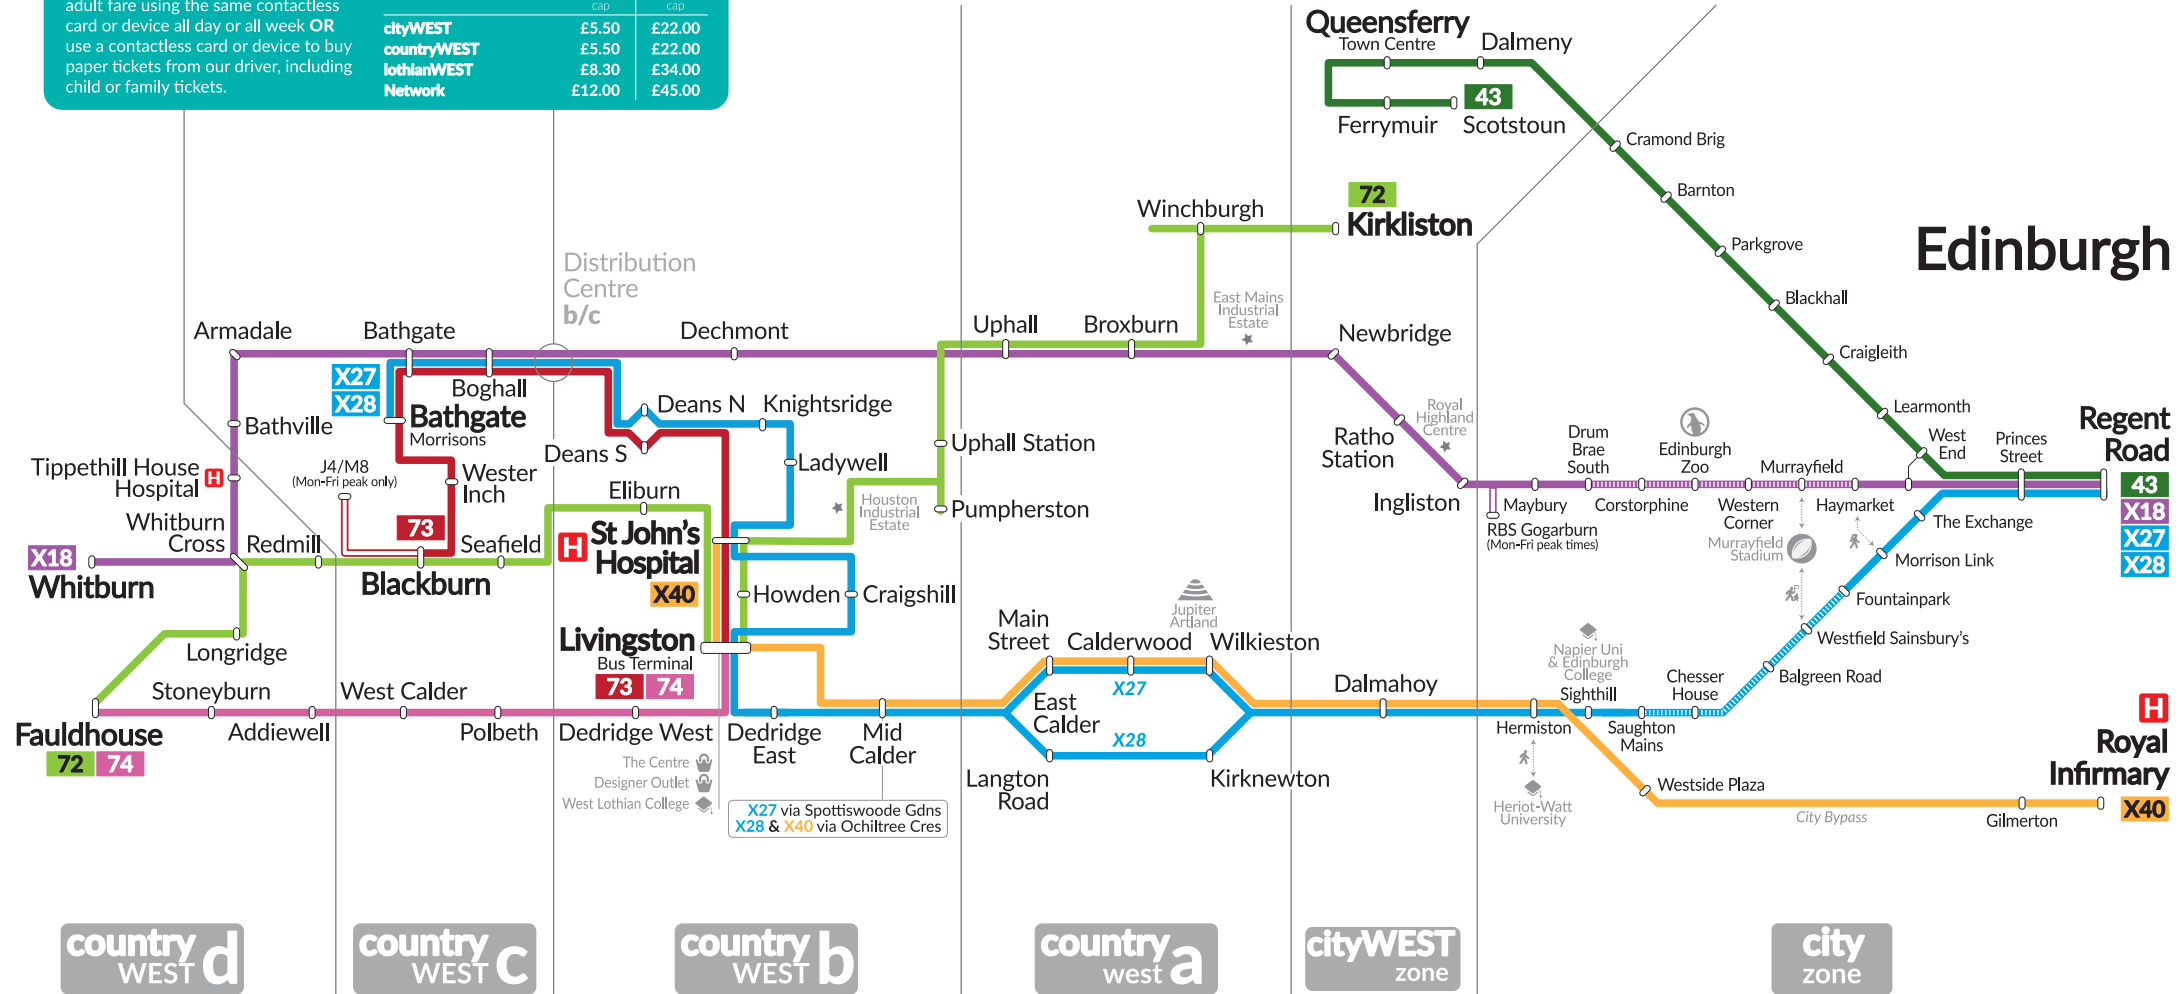 adult fare using the same contactless
card or device all day or all week OR
use a contactless card or device to buy
paper tickets from our driver, including
child or family tickets.
cap cap
cityWEST £5.50 £22.00
countryWEST £5.50 £22.00
lothianWEST £8.30 £34.00
Network £12.00 £45.00
Queensferry
Town Centre
Dalmeny
43
Ferrymuir
Scotstoun
Cramond Brig
Barnton
Parkgrove
Blackhall
Craigleith
Learmonth
West
End
Princes
Street
Edinburgh
Regent
Road
43
X18
X27
X28
72
Kirkliston
Winchburgh
Distribution
Centre
b/c
East Mains
Industrial
Estate
Armadale
Bathgate
Dechmont
Uphall
Broxburn
Newbridge
X27
X28
Boghall
Bathgate
Morrisons
Deans N
Knightsridge
Deans S
Ladywell
Bathville
Tippethill House
Hospital
H
J4/M8
(Mon-Fri peak only)
Wester
Inch
Uphall Station
Pumpherston
Houston
Industrial
Estate
Royal
Highland
Centre
Ratho
Station
Ingliston
Drum
Brae
South
Edinburgh
Zoo
Murrayfield
Maybury
RBS Gogarburn
(Mon-Fri peak times)
Corstorphine
Western
Corner
Haymarket
Murrayfield
Stadium
The Exchange
Morrison Link
Fountainpark
Westfield Sainsbury's
Balgreen Road
Whitburn
Cross
Redmill
73
Seafield
Eliburn
X18
Whitburn
Blackburn
H
St John's
Hospital
X40
Howden
Craigshill
Livingston
Bus Terminal
73 74
Longridge
Stoneyburn
West Calder
Fauldhouse
72 74
Addiewell
Polbeth
Dedridge West
The Centre
Designer Outlet
West Lothian College
Dedridge
East
Mid
Calder
X27 via Spottiswoode Gdns
X28 & X40 via Ochiltree Cres
Main
Street
Calderwood
Jupiter
Artland
Wilkieston
X27
East
Calder
X28
Langton
Road
Kirknewton
Dalmahoy
Napier Uni
& Edinburgh
College
Sighthill
Chesser
House
Hermiston
Saughton
Mains
Heriot-Watt
University
Westside Plaza
City Bypass
Gilmerton
H
Royal
Infirmary
X40
country
WEST d
country
WEST c
country
WEST b
country
west a
cityWEST
zone
city
zone